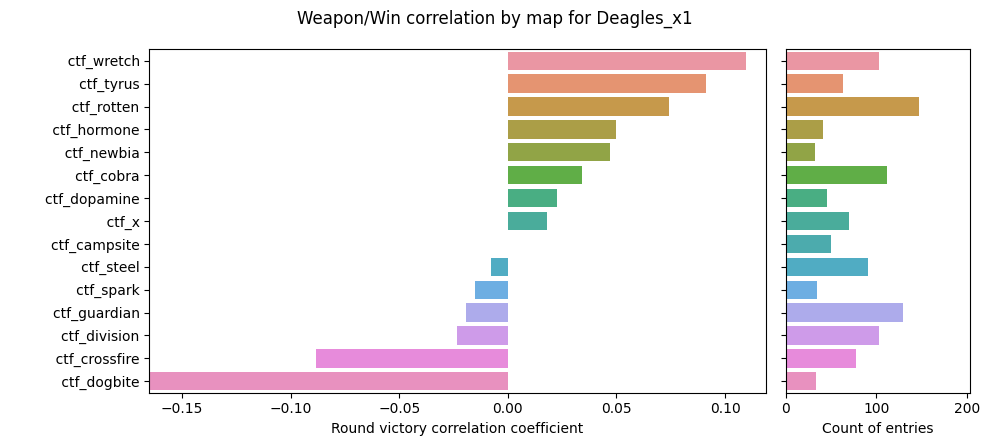 Weapon/Win correlation by map for Deagles_x1
ctf_wretch
ctf_tyrus
ctf_rotten
ctf_hormone
ctf_newbia
ctf_cobra
ctf_dopamine
ctf_x
ctf_campsite
ctf_steel
ctf_spark
ctf_guardian
ctf_division
ctf_crossfire
ctf_dogbite
−0.15 −0.10 −0.05 0.00 0.05 0.10
Round victory correlation coefficient
0 100 200
Count of entries